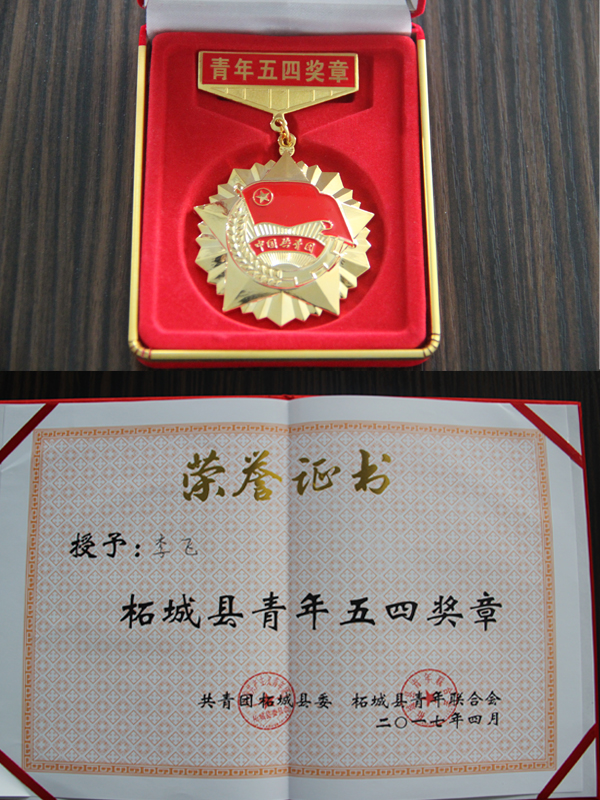 青年五四奖章
中国共青团
荣誉证书
授予：李飞
柘城县青年五四奖章
共青团柘城县委 柘城县青年联合会
二〇一七年四月